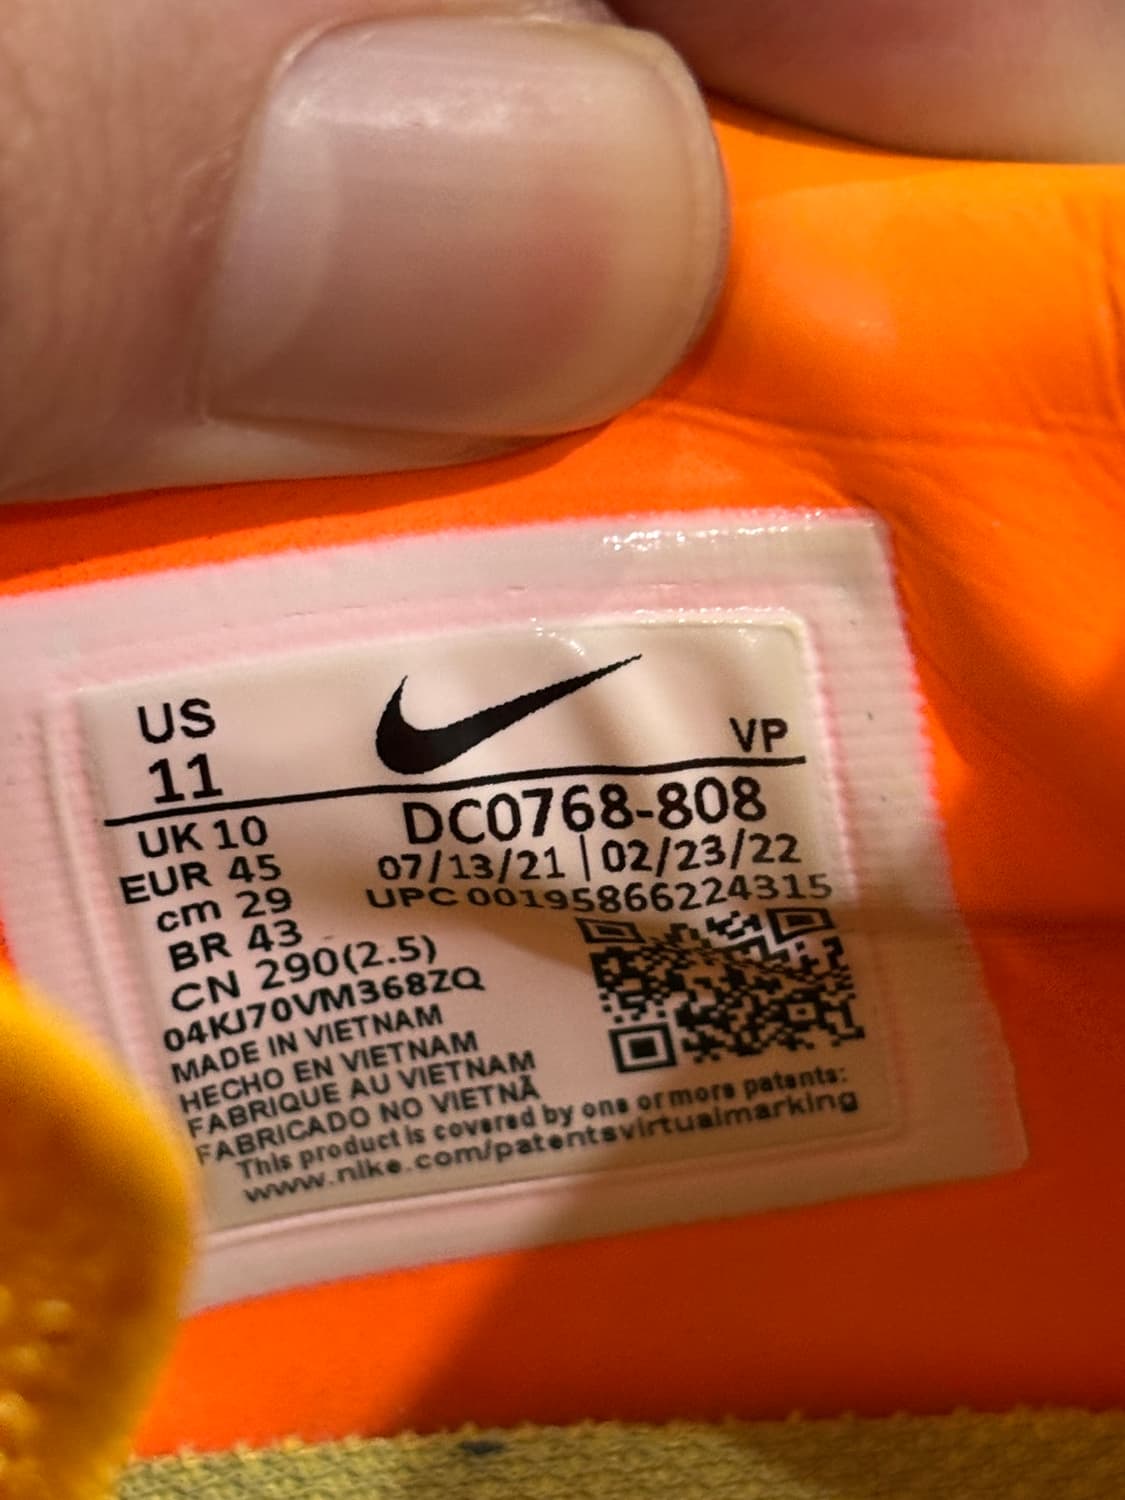 US
11
VP
DC0768-808
UK 10
07/13/21 | 02/23/22
EUR 45
UPC 00195866224315
cm 29
BR 43
CN 290(2.5)
04KJ70VM368ZQ
MADE IN VIETNAM
HECHO EN VIETNAM
FABRIQUE AU VIETNAM
FABRICADO NO VIETNÃ
This product is covered by one or more patents:
www.nike.com/patentsvirtualmarking